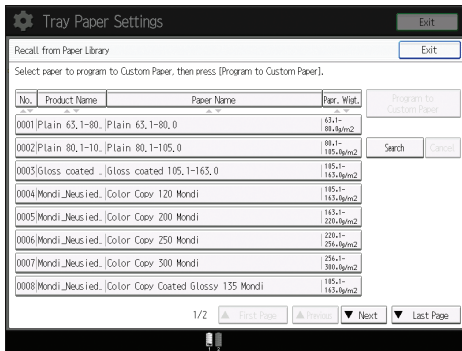 Tray Paper Settings
Exit
Recall from Paper Library
Exit
Select paper to program to Custom Paper, then press [Program to Custom Paper].
No. Product Name Paper Name Papr. Wigt.
Program to Custom Paper
0001 Plain 63.1-80. Plain 63.1-80.0 63.1-80.0g/m2
0002 Plain 80.1-10. Plain 80.1-105.0 80.1-105.0g/m2
Search Cancel
0003 Gloss coated _ Gloss coated 105.1-163.0 105.1-163.0g/m2
0004 Mondi_Neusied. Color Copy 120 Mondi 105.1-163.0g/m2
0005 Mondi_Neusied. Color Copy 200 Mondi 163.1-220.0g/m2
0006 Mondi_Neusied. Color Copy 250 Mondi 220.1-256.0g/m2
0007 Mondi_Neusied. Color Copy 300 Mondi 256.1-300.0g/m2
0008 Mondi_Neusied. Color Copy Coated Glossy 135 Mondi 105.1-163.0g/m2
1/2 ▲ First Page ▲ Previous ▼ Next ▼ Last Page
1 2